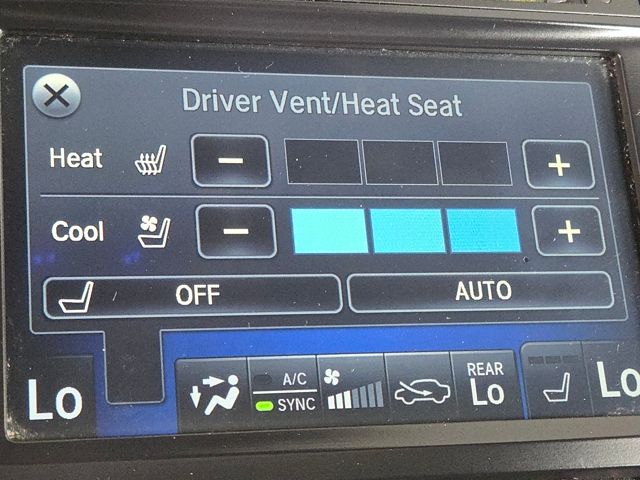 Driver Vent/Heat Seat
Heat
Cool
OFF
AUTO
Lo
A/C
SYNC
REAR
Lo
Lo